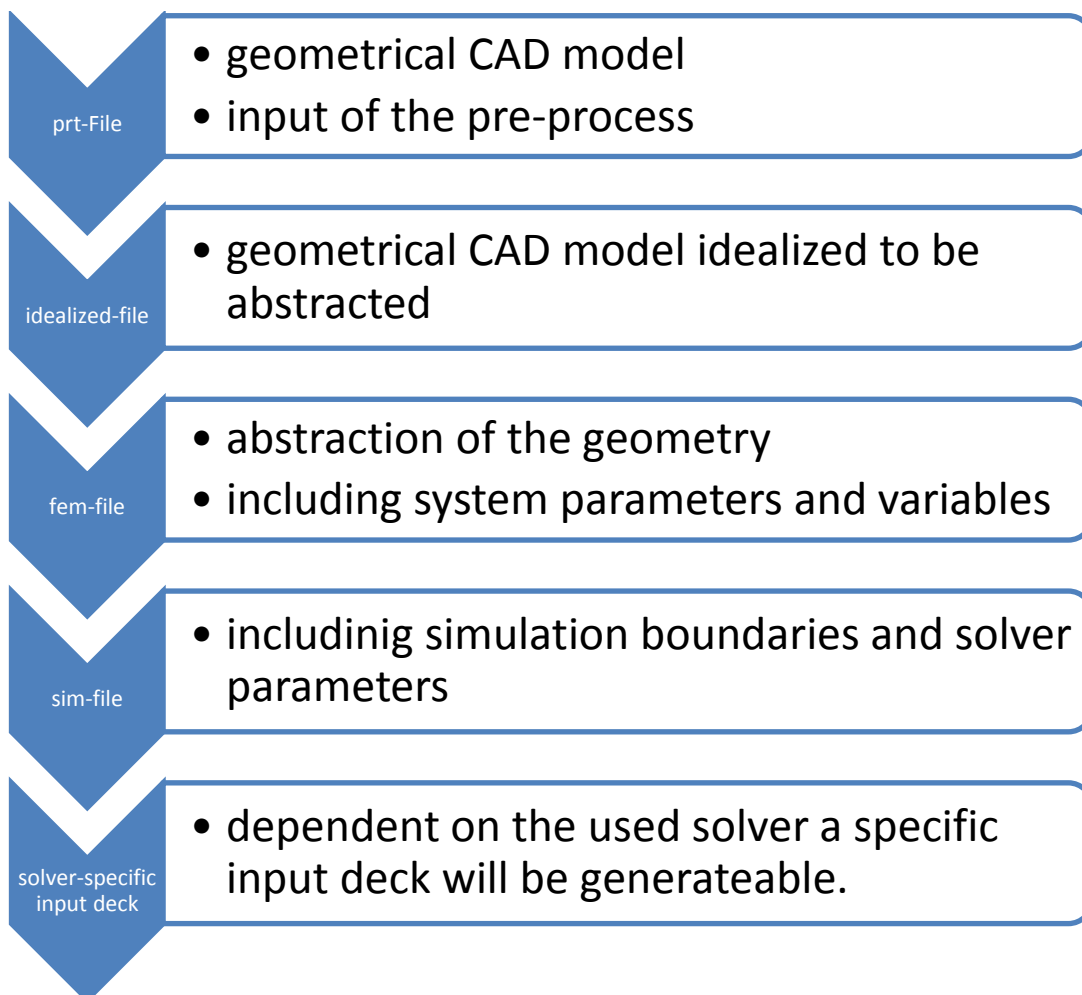 prt-File
• geometrical CAD model
• input of the pre-process
idealized-file
• geometrical CAD model idealized to be
abstracted
fem-file
• abstraction of the geometry
• including system parameters and variables
sim-file
• includinig simulation boundaries and solver
parameters
solver-specific
input deck
• dependent on the used solver a specific
input deck will be generateable.